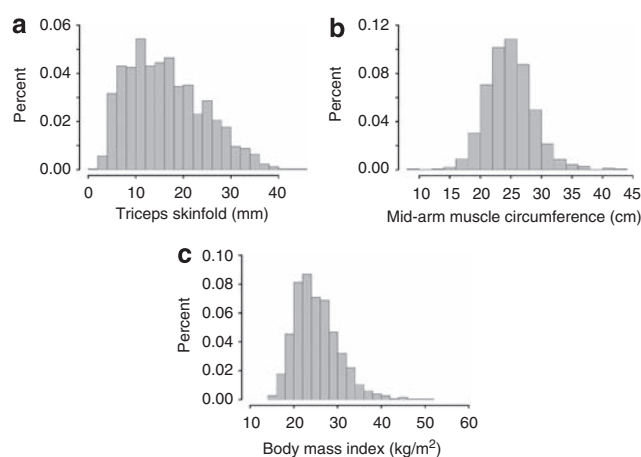 a
Percent
0.06
0.04
0.02
0.00
0 10 20 30 40
Triceps skinfold (mm)
b
Percent
0.12
0.08
0.04
0.00
10 15 20 25 30 35 40 45
Mid-arm muscle circumference (cm)
c
Percent
0.10
0.08
0.06
0.04
0.02
0.00
10 20 30 40 50 60
Body mass index (kg/m²)